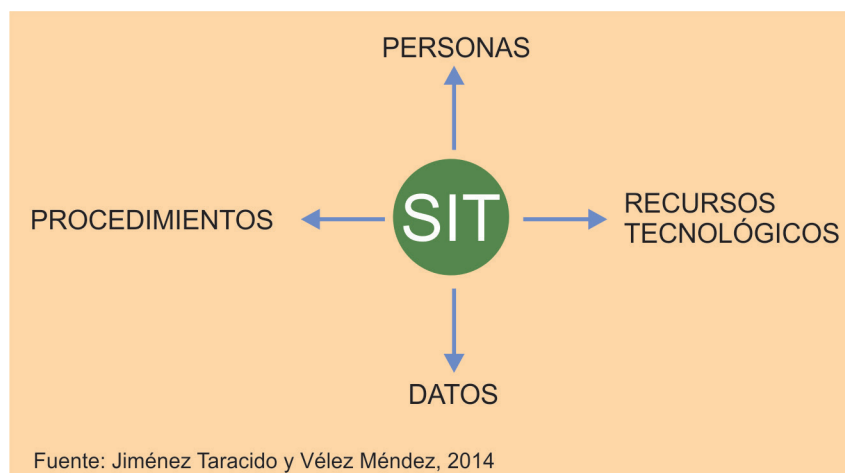 PERSONAS
PROCEDIMIENTOS
SIT
RECURSOS
TECNOLÓGICOS
DATOS
Fuente: Jiménez Taracido y Vélez Méndez, 2014